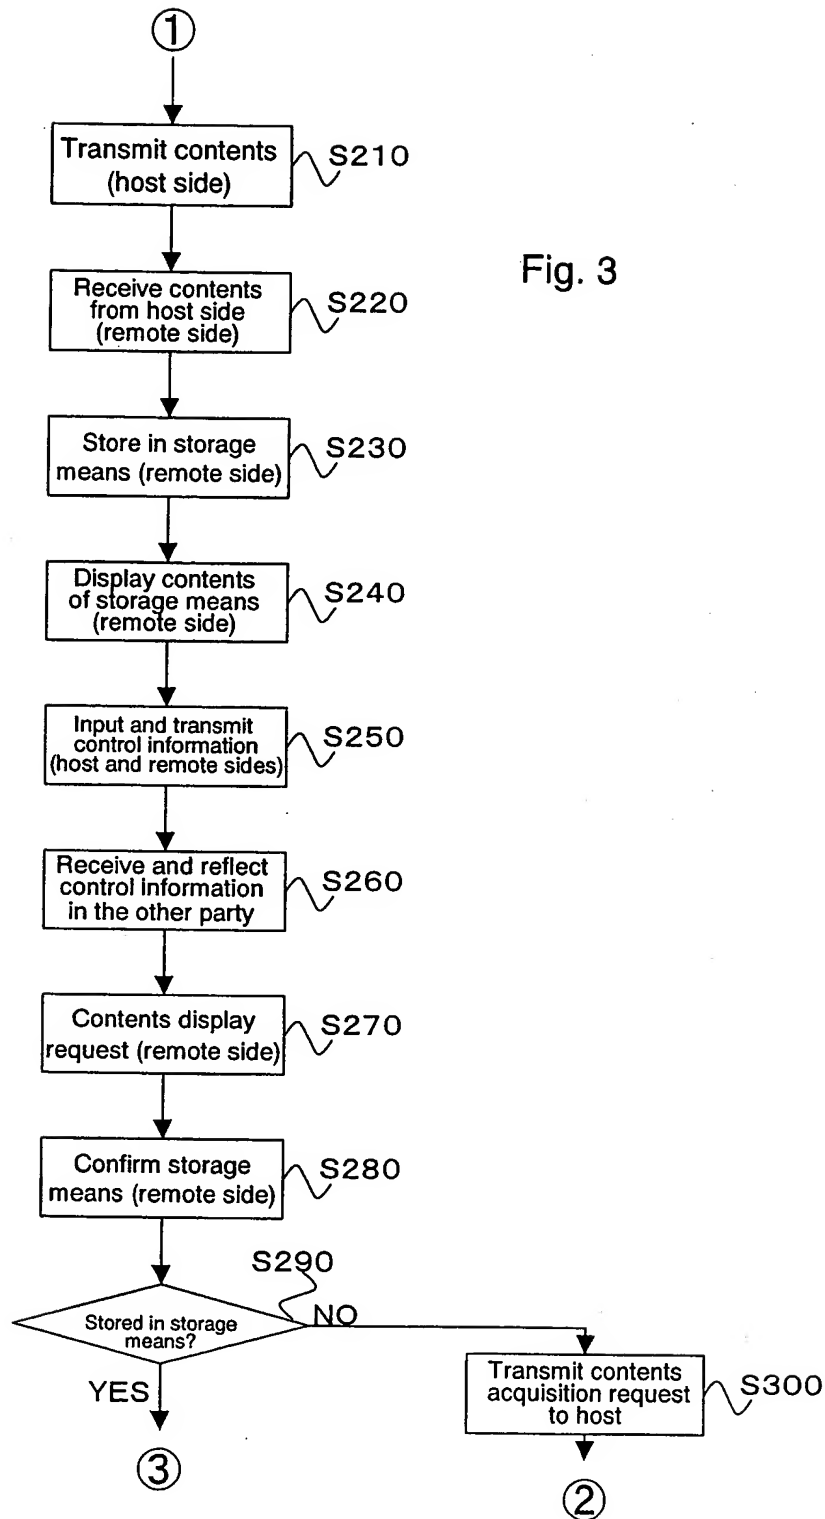 ①
Transmit contents
(host side)
S210
Fig. 3
Receive contents
from host side
(remote side)
S220
Store in storage
means (remote side)
S230
Display contents
of storage means
(remote side)
S240
Input and transmit
control information
(host and remote sides)
S250
Receive and reflect
control information
in the other party
S260
Contents display
request (remote side)
S270
Confirm storage
means (remote side)
S280
S290
Stored in storage
means?
NO
YES
Transmit contents
acquisition request
to host
S300
③
②